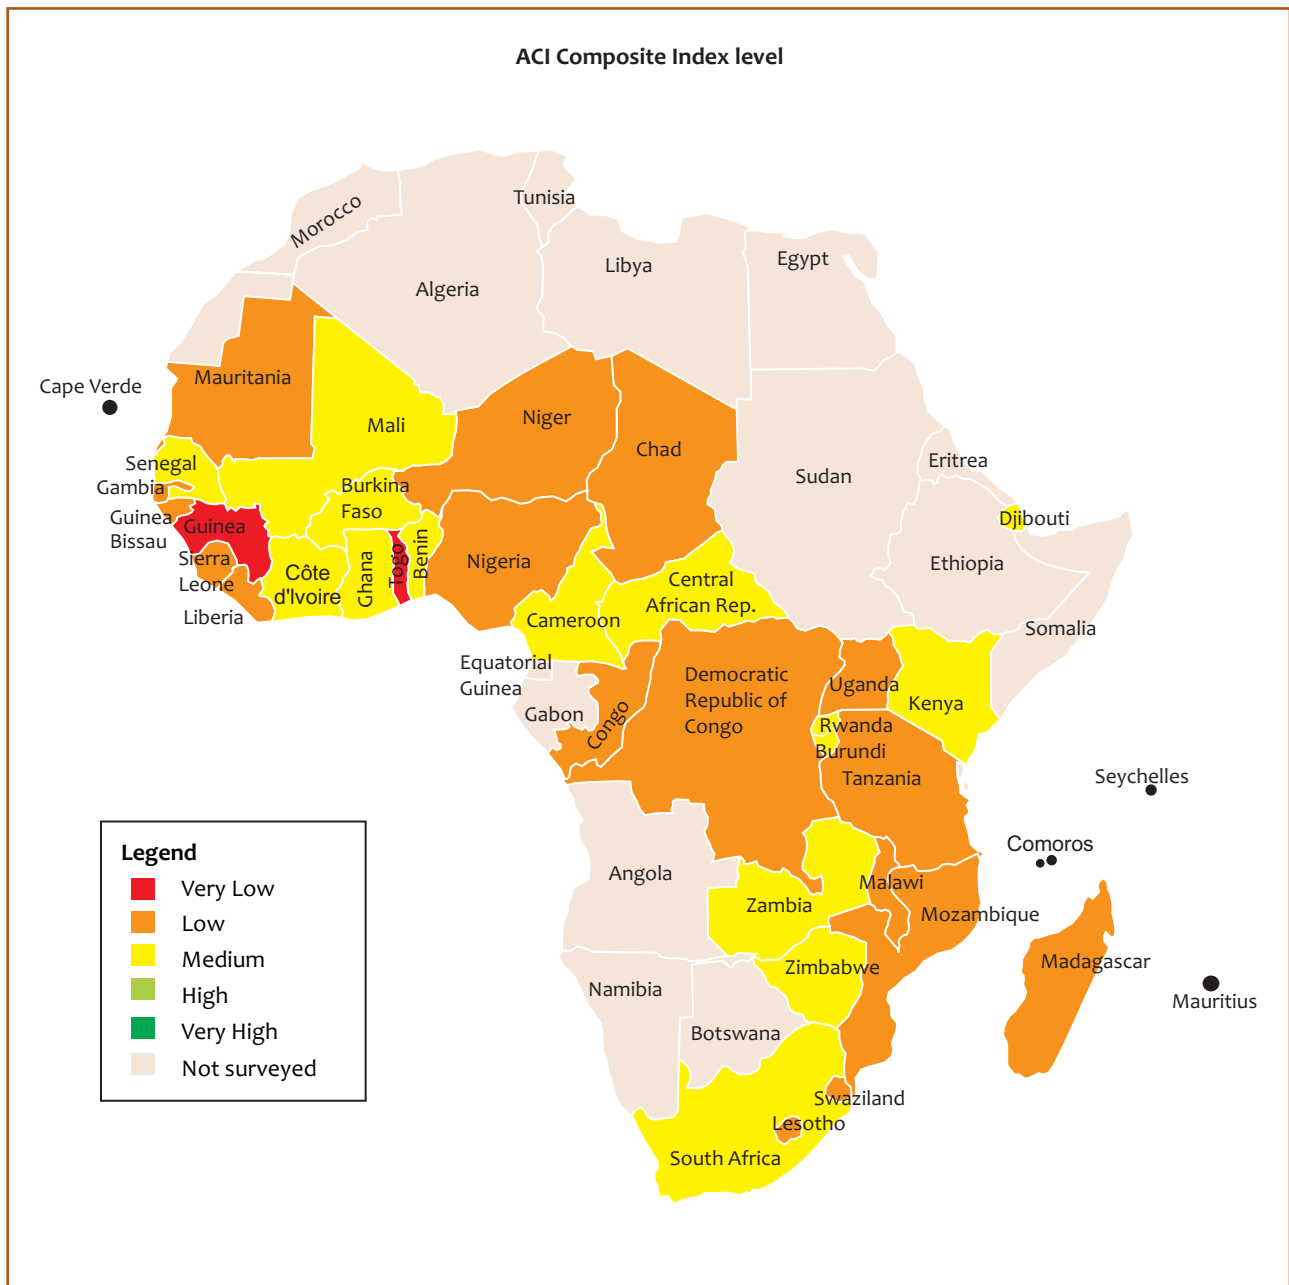 ACI Composite Index level
Tunisia
Morocco
Libya
Egypt
Algeria
Mauritania
Cape Verde
Niger
Mali
Chad
Senegal
Eritrea
Sudan
Gambia
Burkina
Faso
Guinea
Bissau
Guinea
Djibouti
Sierra
Leone
Côte
d'Ivoire
Ghana
Togo
Benin
Nigeria
Ethiopia
Central
African Rep.
Liberia
Cameroon
Somalia
Equatorial
Guinea
Democratic
Republic of
Congo
Uganda
Kenya
Gabon
Congo
Rwanda
Burundi
Tanzania
Seychelles
Comoros
Angola
Malawi
Zambia
Mozambique
Madagascar
Zimbabwe
Namibia
Mauritius
Botswana
Swaziland
Lesotho
South Africa
Legend
Very Low
Low
Medium
High
Very High
Not surveyed